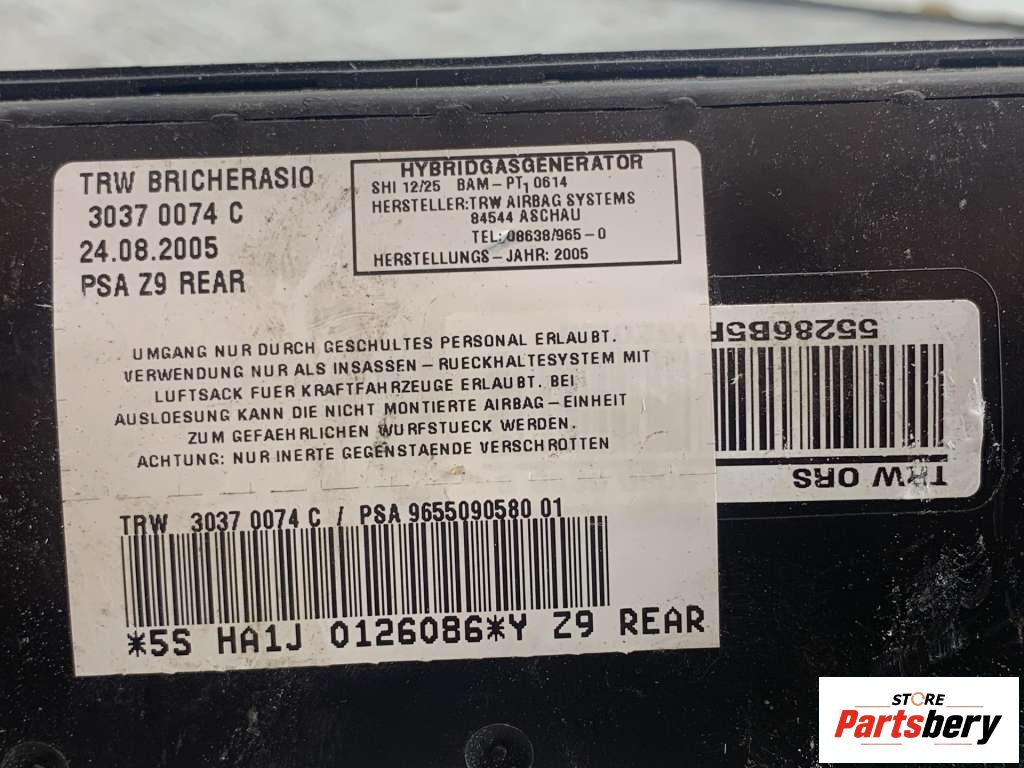 TRW BRICHERASIO
3037 0074 C
24.08.2005
PSA Z9 REAR
HYBRIDGASGENERATOR
SHI 12/25 BAM-PT1 0614
HERSTELLER:TRW AIRBAG SYSTEMS
84544 ASCHAU
TEL: 08638/965-0
HERSTELLUNGS-JAHR: 2005
UMGANG NUR DURCH GESCHULTES PERSONAL ERLAUBT.
VERWENDUNG NUR ALS INSASSEN-RUECKHALTESYSTEM MIT
LUFTSACK FUER KRAFTFAHRZEUGE ERLAUBT. BEI
AUSLOESUNG KANN DIE NICHT MONTIERTE AIRBAG-EINHEIT
ZUM GEFAEHRLICHEN WURFSTUECK WERDEN.
ACHTUNG: NUR INERTE GEGENSTAENDE VERSCHROTTEN
TRW 3037 0074 C / PSA 9655090580 01
*5S HA1J 0126086*Y Z9 REAR
TRW ORS
55286B5
STORE
Partsbery